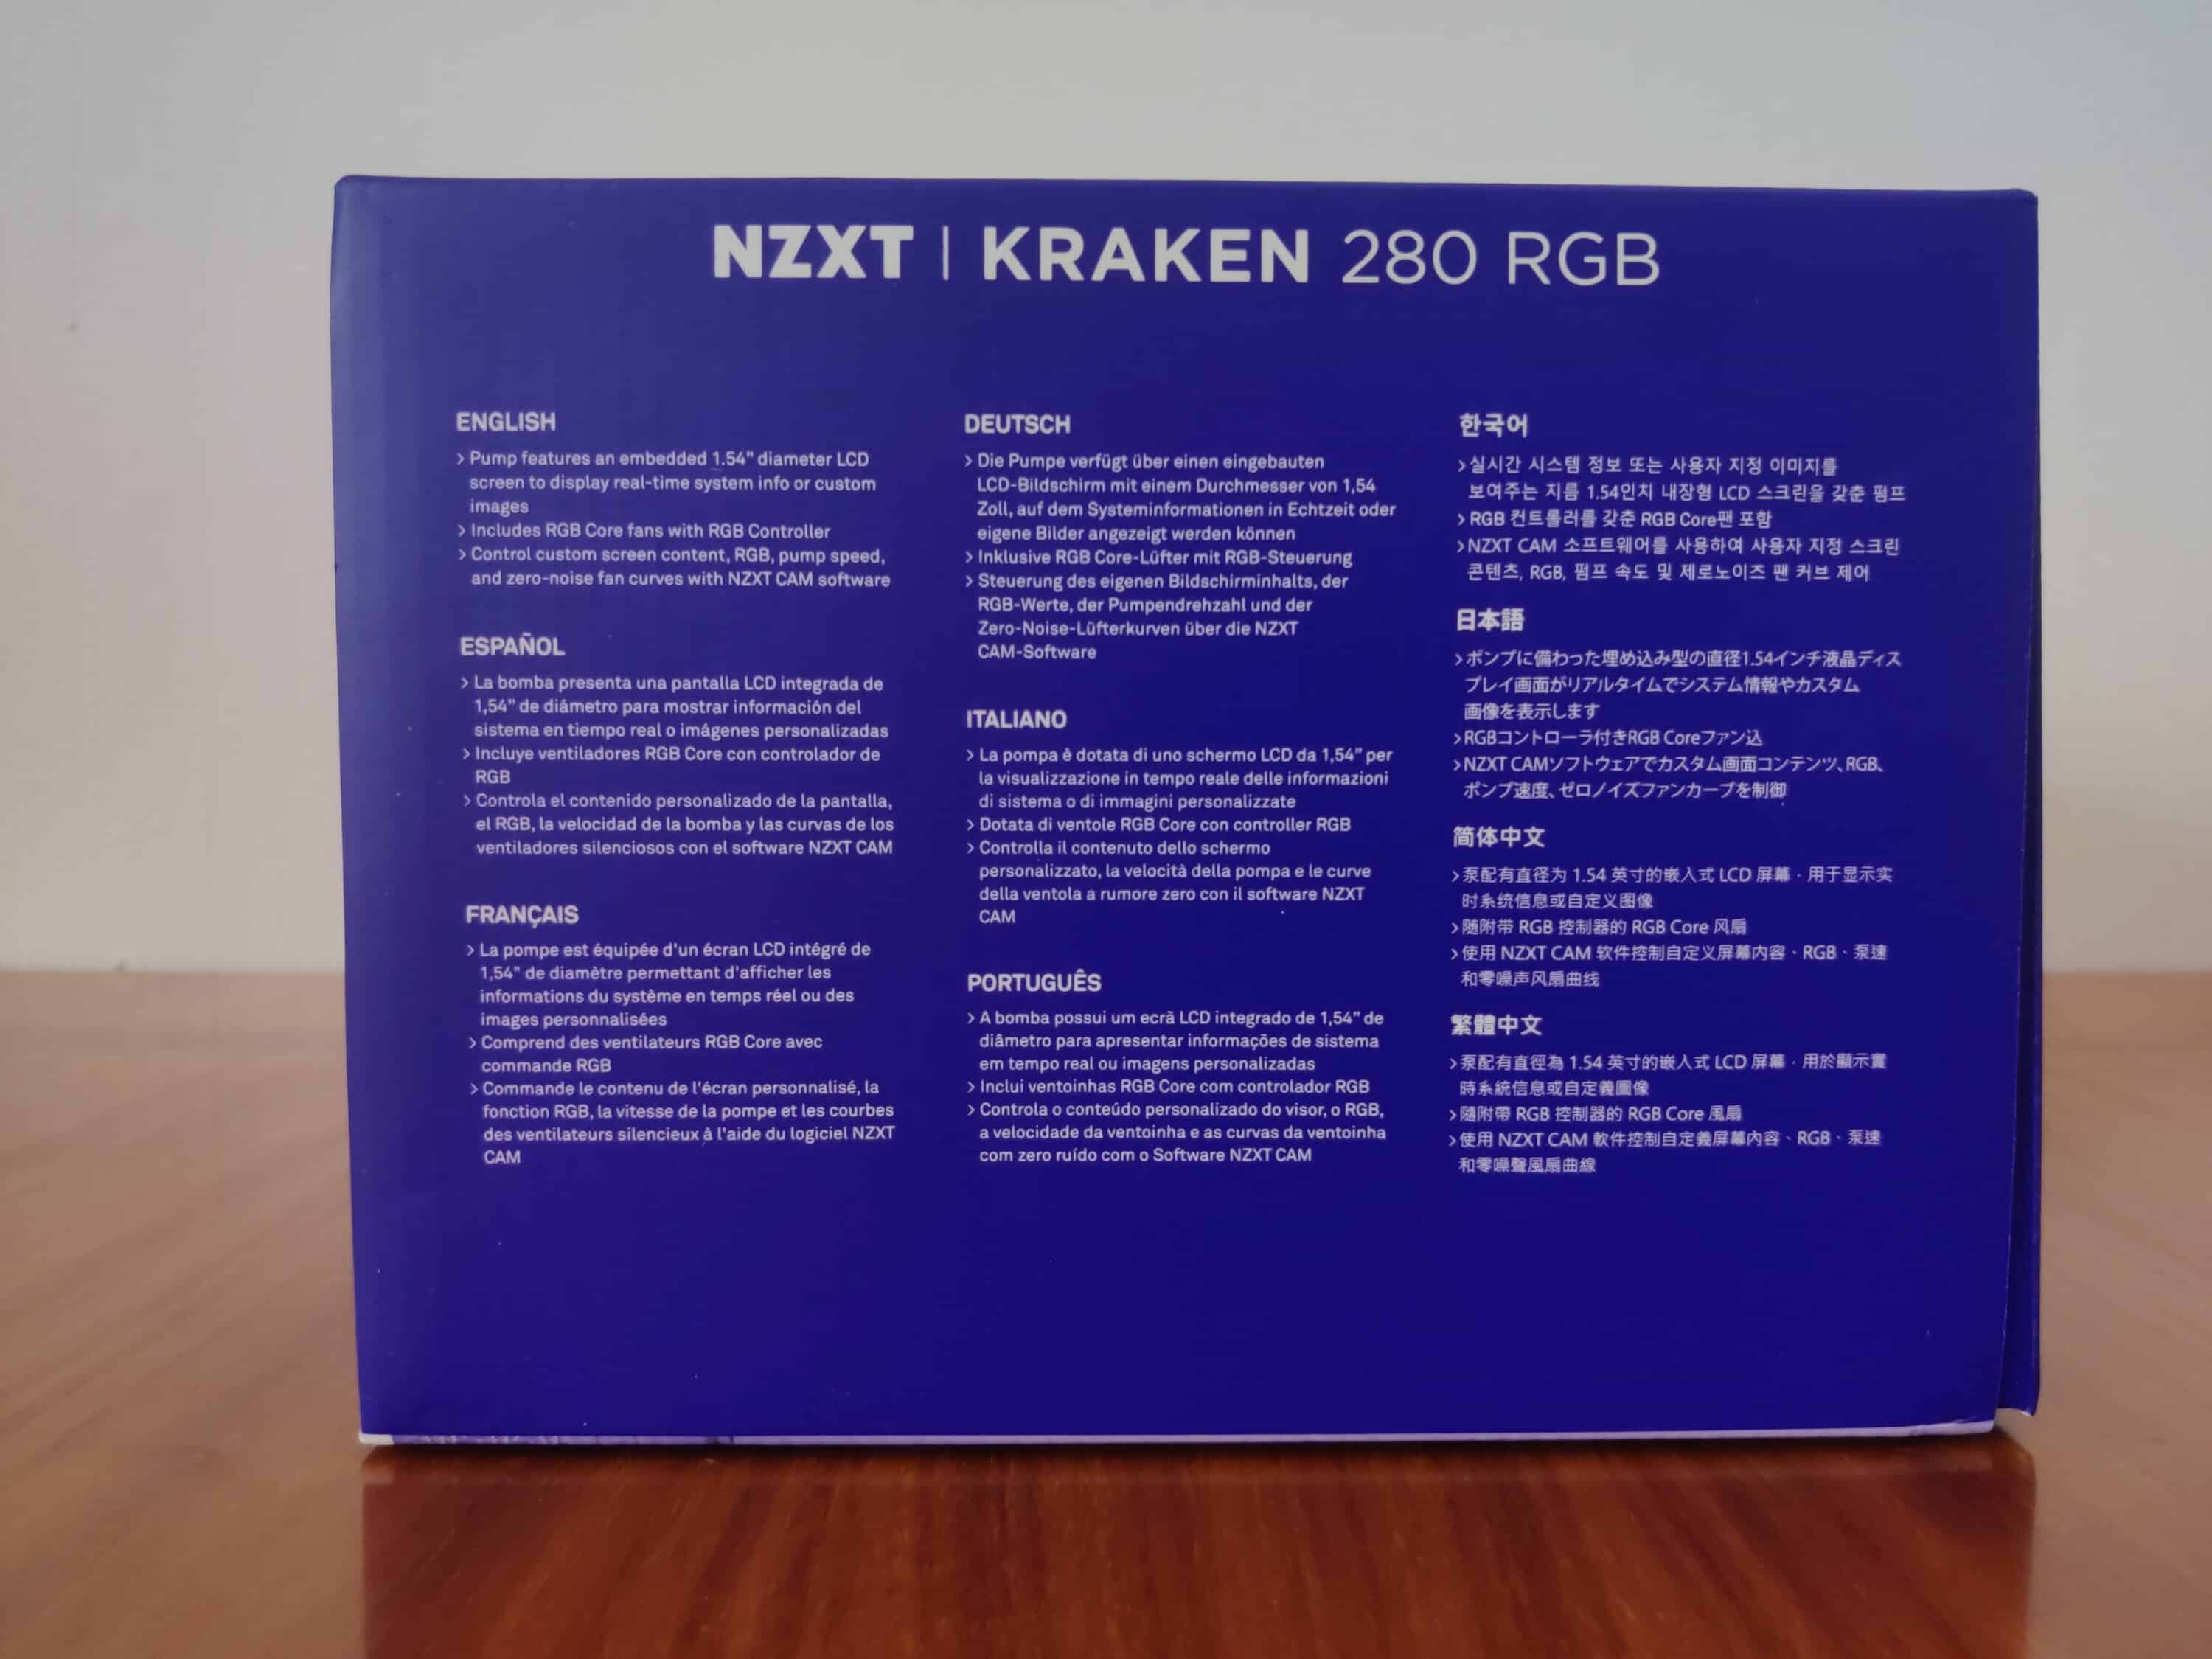 NZXT | KRAKEN 280 RGB
ENGLISH
> Pump features an embedded 1.54" diameter LCD
screen to display real-time system info or custom
images
> Includes RGB Core fans with RGB Controller
> Control custom screen content, RGB, pump speed,
and zero-noise fan curves with NZXT CAM software
ESPAÑOL
> La bomba presenta una pantalla LCD integrada de
1,54" de diámetro para mostrar información del
sistema en tiempo real o imágenes personalizadas
> Incluye ventiladores RGB Core con controlador de
RGB
> Controla el contenido personalizado de la pantalla,
el RGB, la velocidad de la bomba y las curvas de los
ventiladores silenciosos con el software NZXT CAM
FRANÇAIS
> La pompe est équipée d'un écran LCD intégré de
1,54" de diamètre permettant d'afficher les
informations du système en temps réel ou des
images personnalisées
> Comprend des ventilateurs RGB Core avec
commande RGB
> Commande le contenu de l'écran personnalisé, la
fonction RGB, la vitesse de la pompe et les courbes
des ventilateurs silencieux à l'aide du logiciel NZXT
CAM
DEUTSCH
> Die Pumpe verfügt über einen eingebauten
LCD-Bildschirm mit einem Durchmesser von 1,54
Zoll, auf dem Systeminformationen in Echtzeit oder
eigene Bilder angezeigt werden können
> Inklusive RGB Core-Lüfter mit RGB-Steuerung
> Steuerung des eigenen Bildschirminhalts, der
RGB-Werte, der Pumpendrehzahl und der
Zero-Noise-Lüfterkurven über die NZXT
CAM-Software
ITALIANO
> La pompa è dotata di uno schermo LCD da 1,54" per
la visualizzazione in tempo reale delle informazioni
di sistema o di immagini personalizzate
> Dotata di ventole RGB Core con controller RGB
> Controlla il contenuto dello schermo
personalizzato, la velocità della pompa e le curve
della ventola a rumore zero con il software NZXT
CAM
PORTUGUÊS
> A bomba possui um ecrã LCD integrado de 1,54" de
diâmetro para apresentar informações de sistema
em tempo real ou imagens personalizadas
> Inclui ventoinhas RGB Core com controlador RGB
> Controla o conteúdo personalizado do visor, o RGB,
a velocidade da ventoinha e as curvas da ventoinha
com zero ruído com o Software NZXT CAM
한국어
> 실시간 시스템 정보 또는 사용자 지정 이미지를
보여주는 지름 1.54인치 내장형 LCD 스크린을 갖춘 펌프
> RGB 컨트롤러를 갖춘 RGB Core팬 포함
> NZXT CAM 소프트웨어를 사용하여 사용자 지정 스크린
콘텐츠, RGB, 펌프 속도 및 제로노이즈 팬 커브 제어
日本語
> ポンプに備わった埋め込み型の直径1.54インチ液晶ディス
プレイ画面がリアルタイムでシステム情報やカスタム
画像を表示します
> RGBコントローラ付きRGB Coreファン込
> NZXT CAMソフトウェアでカスタム画面コンテンツ、RGB、
ポンプ速度、ゼロノイズファンカーブを制御
简体中文
> 泵配有直径为 1.54 英寸的嵌入式 LCD 屏幕，用于显示实
时系统信息或自定义图像
> 随附带 RGB 控制器的 RGB Core 风扇
> 使用 NZXT CAM 软件控制自定义屏幕内容、RGB、泵速
和零噪声风扇曲线
繁體中文
> 泵配有直徑為 1.54 英寸的嵌入式 LCD 屏幕，用於顯示實
時系統信息或自定義圖像
> 隨附帶 RGB 控制器的 RGB Core 風扇
> 使用 NZXT CAM 軟件控制自定義屏幕內容、RGB、泵速
和零噪聲風扇曲線